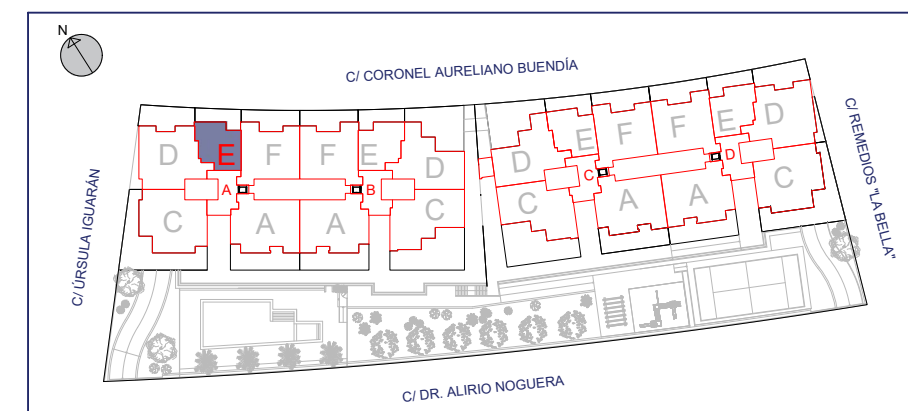 N
C/ CORONEL AURELIANO BUENDÍA
C/ REMEDIOS "LA BELLA"
C/ ÚRSULA IGUARÁN
C/ DR. ALIRIO NOGUERA
D E F F E D
A B
C A A C
D E F F E D
C D
C A A C